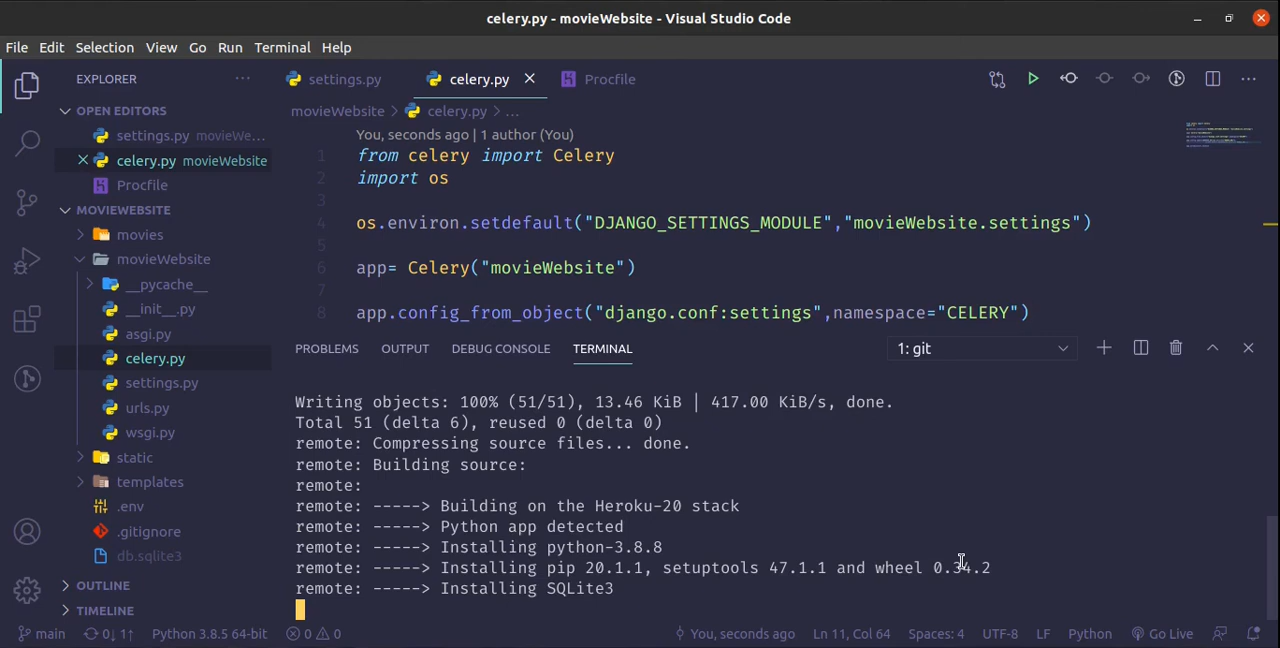 celery.py - movieWebsite - Visual Studio Code
File Edit Selection View Go Run Terminal Help
EXPLORER ...
settings.py celery.py Procfile
OPEN EDITORS
settings.py movieWe...
celery.py movieWebsite
Procfile
MOVIEWEBSITE
movies
movieWebsite
__pycache__
__init__.py
asgi.py
celery.py
settings.py
urls.py
wsgi.py
static
templates
.env
.gitignore
db.sqlite3
OUTLINE
TIMELINE
movieWebsite > celery.py > ...
You, seconds ago | 1 author (You)
1 from celery import Celery
2 import os
3
4 os.environ.setdefault("DJANGO_SETTINGS_MODULE","movieWebsite.settings")
5
6 app= Celery("movieWebsite")
7
8 app.config_from_object("django.conf:settings",namespace="CELERY")
PROBLEMS OUTPUT DEBUG CONSOLE TERMINAL 1: git
Writing objects: 100% (51/51), 13.46 KiB | 417.00 KiB/s, done.
Total 51 (delta 6), reused 0 (delta 0)
remote: Compressing source files... done.
remote: Building source:
remote:
remote: -----> Building on the Heroku-20 stack
remote: -----> Python app detected
remote: -----> Installing python-3.8.8
remote: -----> Installing pip 20.1.1, setuptools 47.1.1 and wheel 0.34.2
remote: -----> Installing SQLite3
main 0↓ 1↑ Python 3.8.5 64-bit 0 0 You, seconds ago Ln 11, Col 64 Spaces: 4 UTF-8 LF Python Go Live